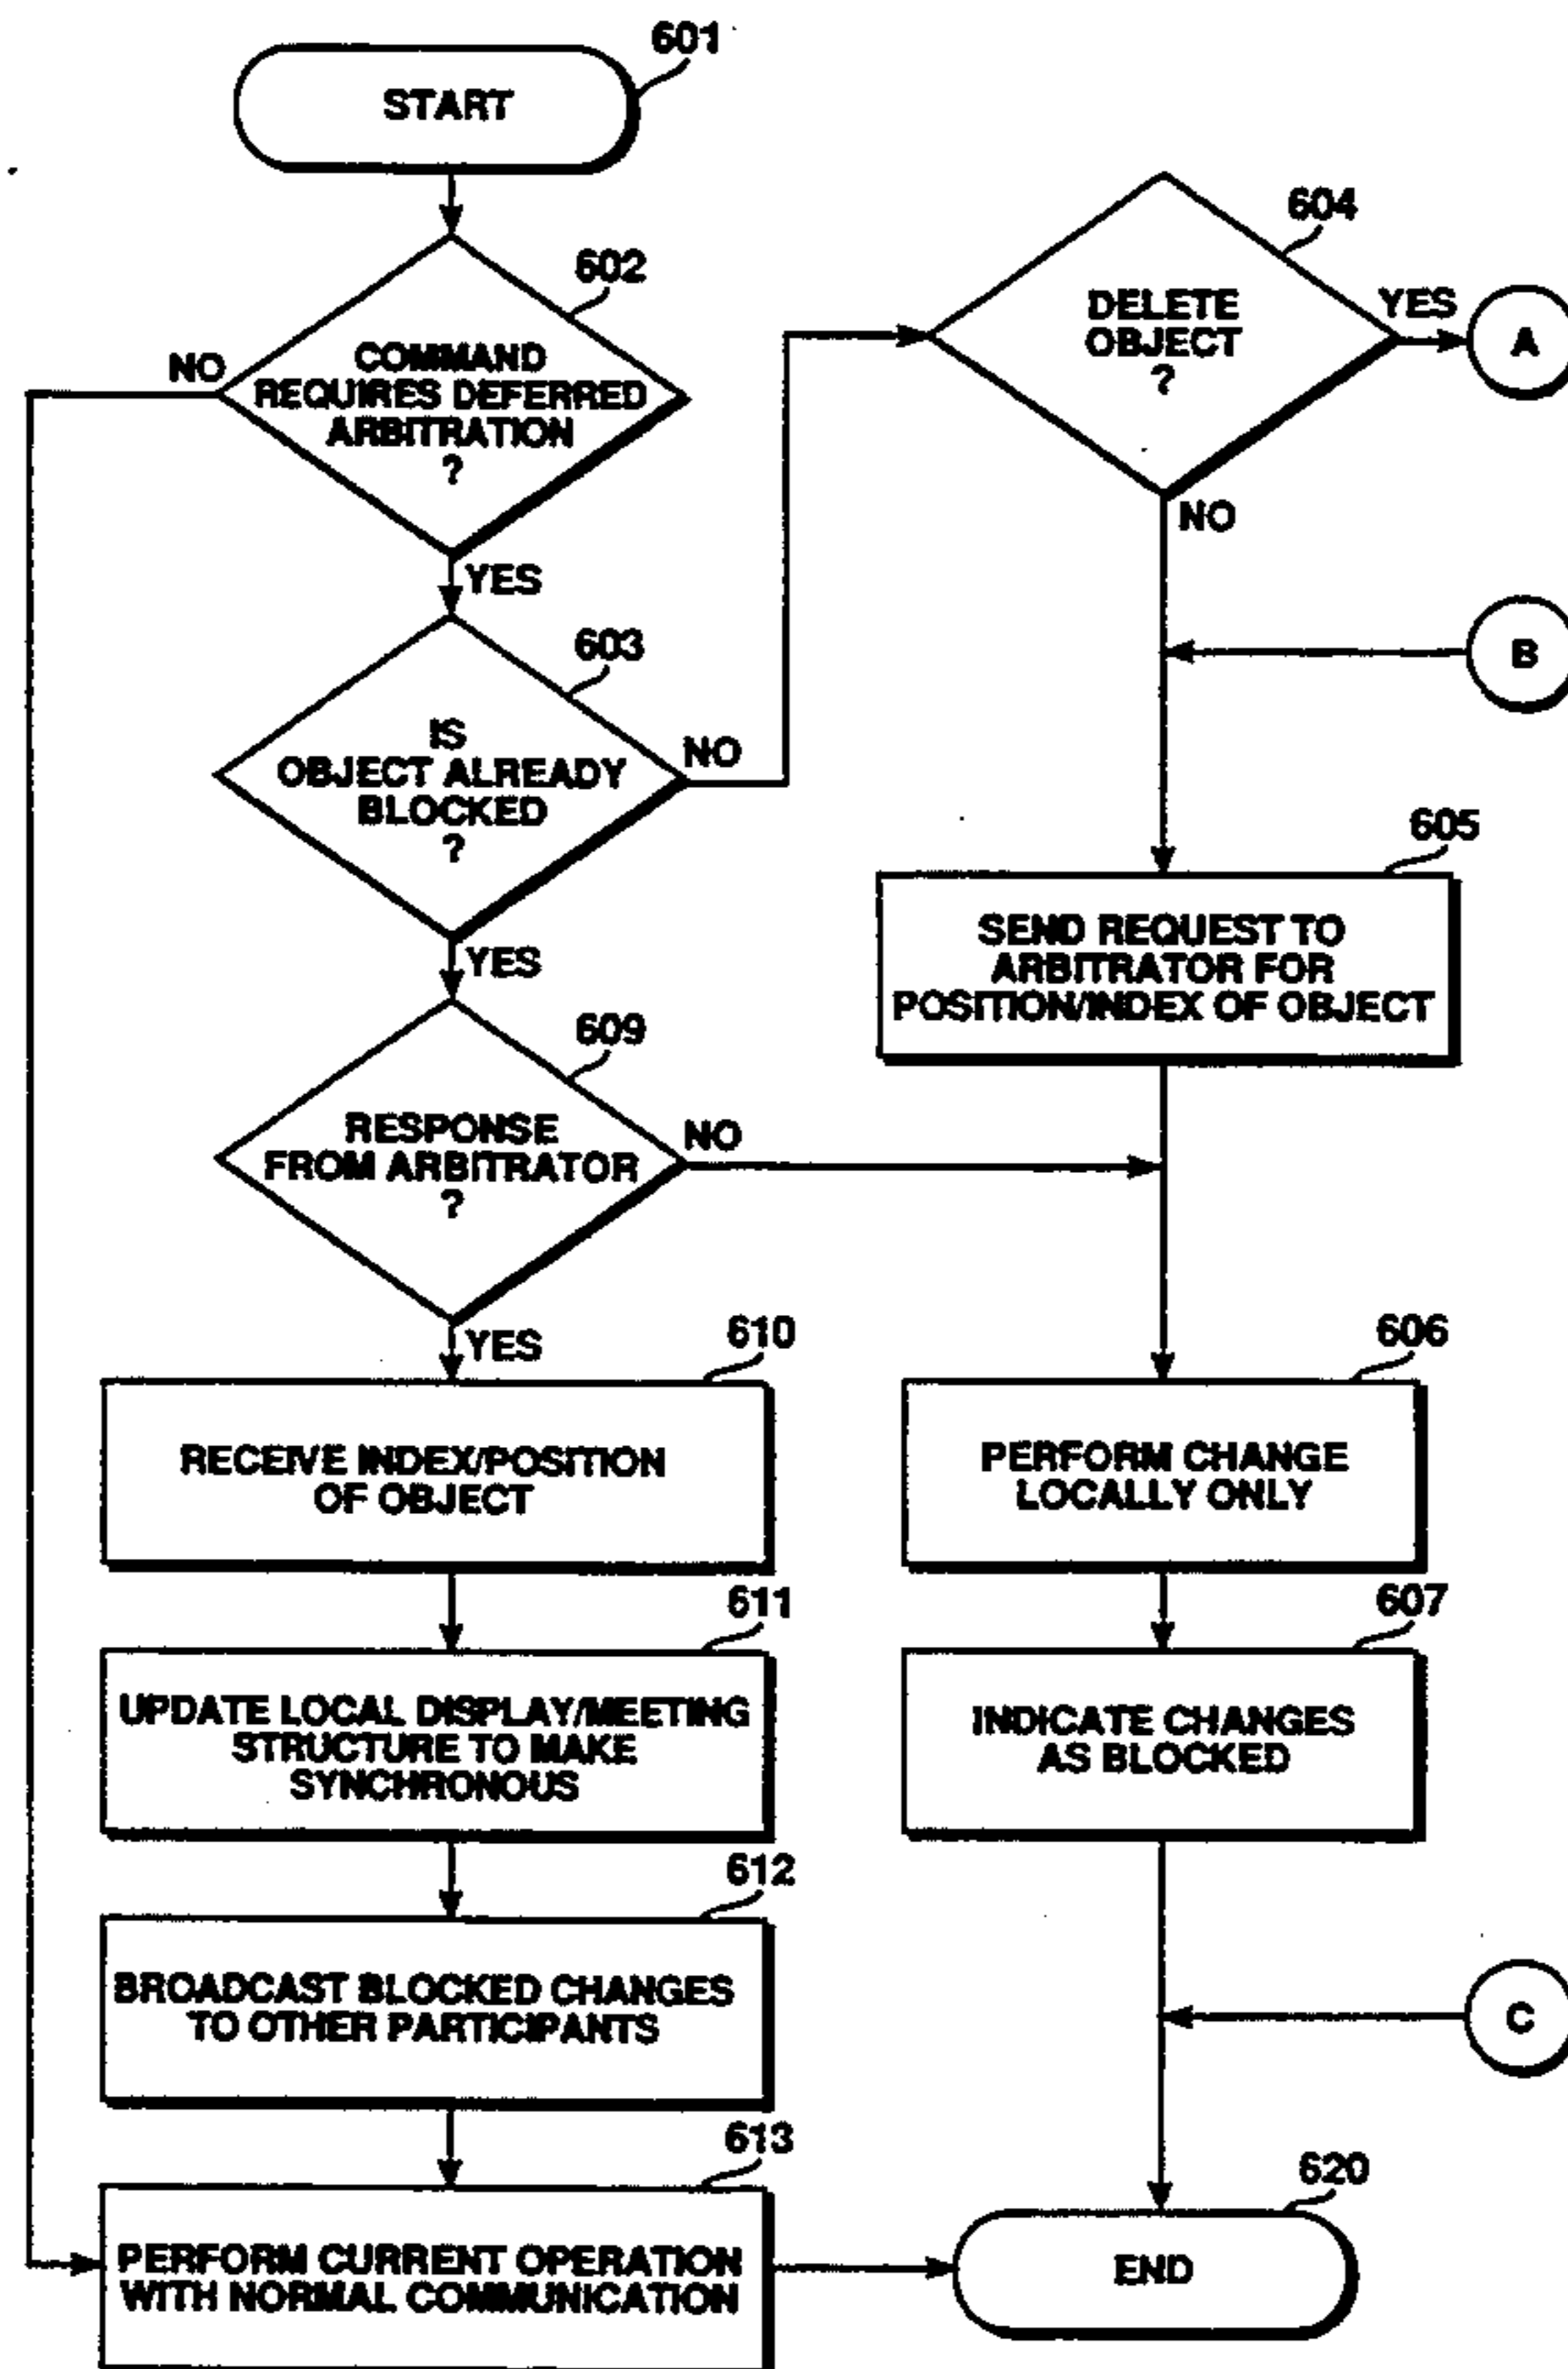 601
START
602
NO
COMMAND
REQUIRES DEFERRED
ARBITRATION
?
YES
603
IS
OBJECT ALREADY
BLOCKED
?
NO
YES
609
RESPONSE
FROM ARBITRATOR
?
NO
YES
610
RECEIVE INDEX/POSITION
OF OBJECT
611
UPDATE LOCAL DISPLAY/MEETING
STRUCTURE TO MAKE
SYNCHRONOUS
612
BROADCAST BLOCKED CHANGES
TO OTHER PARTICIPANTS
613
PERFORM CURRENT OPERATION
WITH NORMAL COMMUNICATION
604
DELETE
OBJECT
?
YES
A
NO
B
605
SEND REQUEST TO
ARBITRATOR FOR
POSITION/INDEX OF OBJECT
606
PERFORM CHANGE
LOCALLY ONLY
607
INDICATE CHANGES
AS BLOCKED
C
620
END